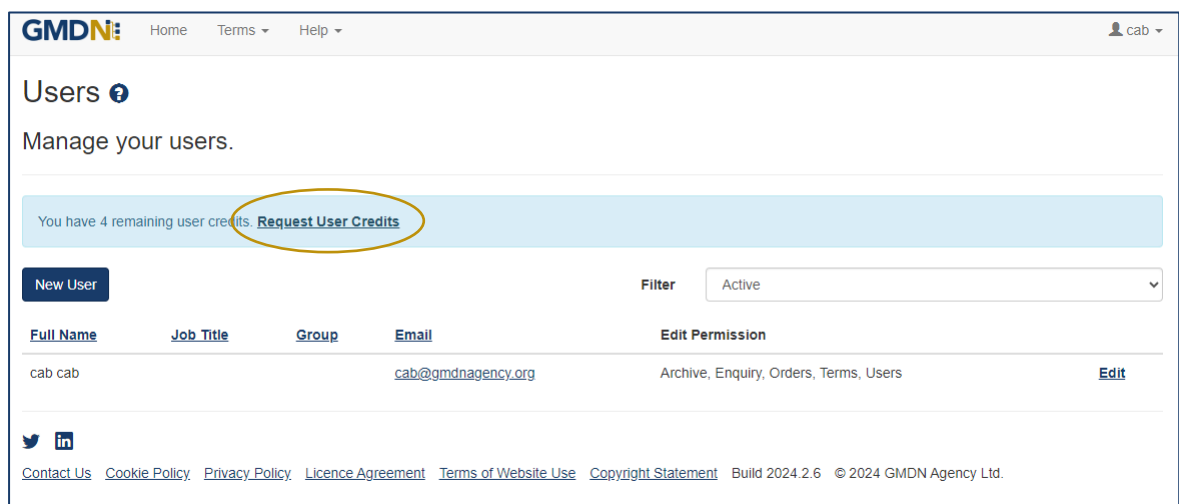 GMDN Home Terms Help cab
Users ?
Manage your users.
You have 4 remaining user credits. Request User Credits
New User Filter Active
Full Name Job Title Group Email Edit Permission
cab cab cab@gmdnagency.org Archive, Enquiry, Orders, Terms, Users Edit
in
Contact Us Cookie Policy Privacy Policy Licence Agreement Terms of Website Use Copyright Statement Build 2024.2.6 © 2024 GMDN Agency Ltd.